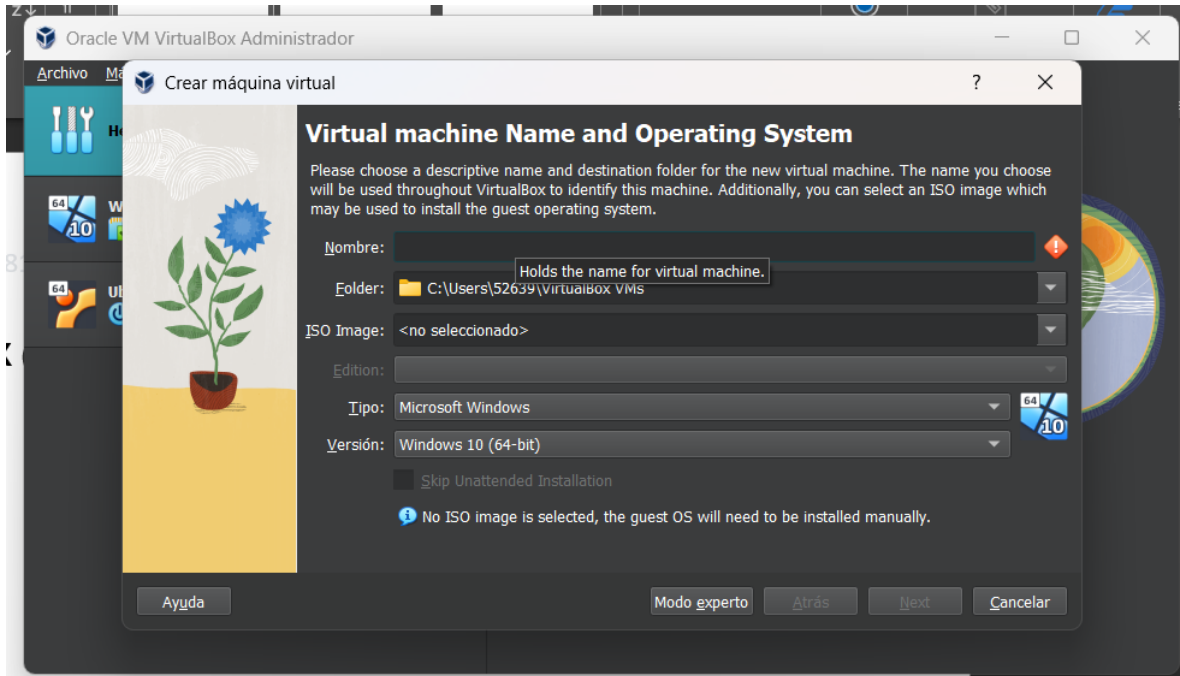 Oracle VM VirtualBox Administrador
Archivo
Crear máquina virtual
?
Virtual machine Name and Operating System
Please choose a descriptive name and destination folder for the new virtual machine. The name you choose
will be used throughout VirtualBox to identify this machine. Additionally, you can select an ISO image which
may be used to install the guest operating system.
64
10
Nombre:
Holds the name for virtual machine.
Folder: C:\Users\52639\VirtualBox VMs
64
ISO Image: <no seleccionado>
Edition:
Tipo: Microsoft Windows
64
10
Versión: Windows 10 (64-bit)
Skip Unattended Installation
No ISO image is selected, the guest OS will need to be installed manually.
Ayuda
Modo experto
Atrás
Next
Cancelar